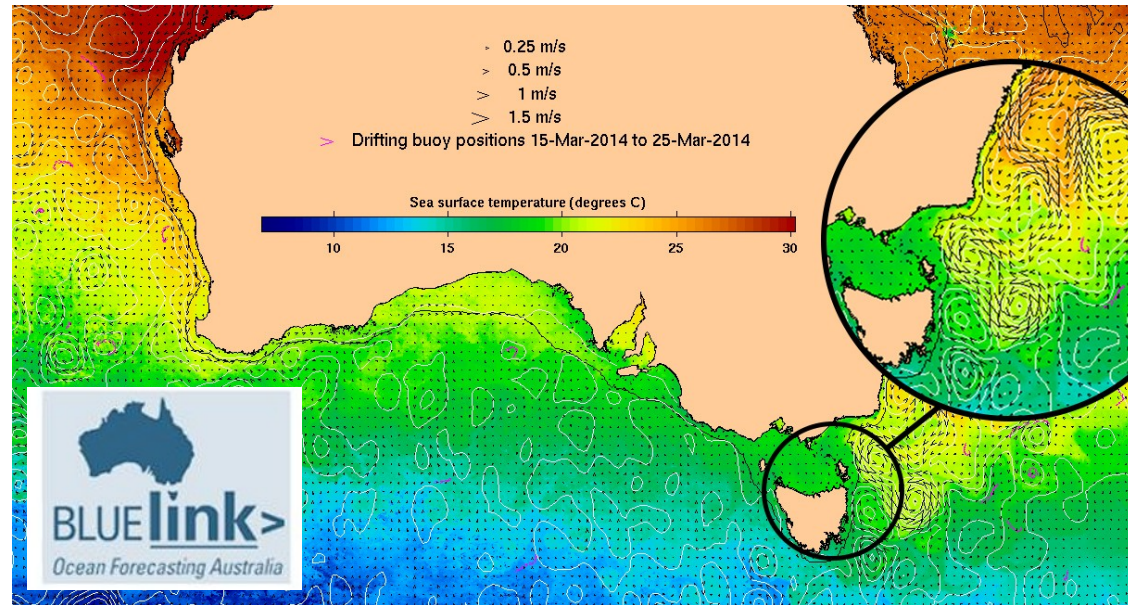 0.25 m/s
0.5 m/s
1 m/s
1.5 m/s
Drifting buoy positions 15-Mar-2014 to 25-Mar-2014
Sea surface temperature (degrees C)
10 15 20 25 30
BLUElink>
Ocean Forecasting Australia